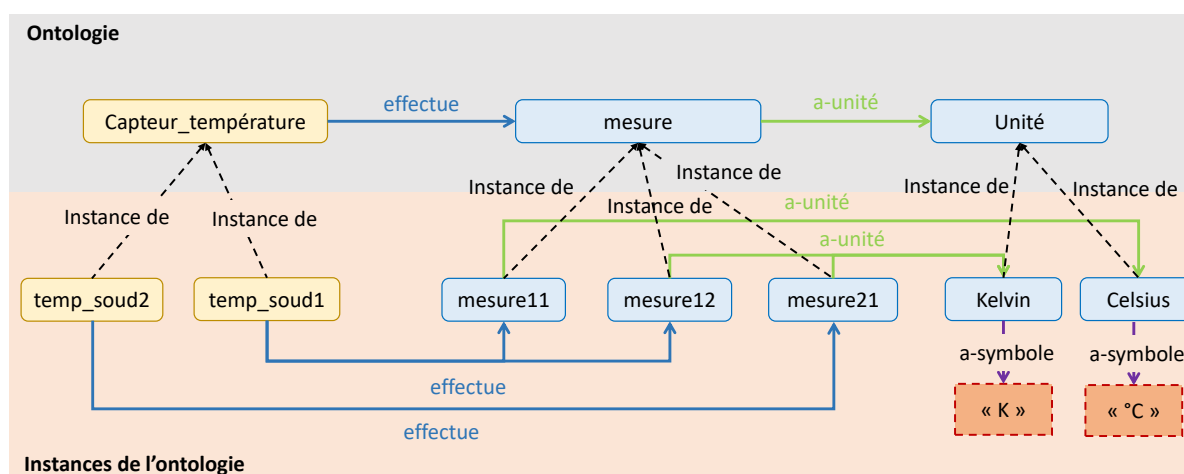 Ontologie
effectue
a-unité
Capteur_température
mesure
Unité
Instance de
Instance de
Instance de
Instance de
Instance de
Instance de
Instance de
a-unité
a-unité
temp_soud2
temp_soud1
mesure11
mesure12
mesure21
Kelvin
Celsius
a-symbole
a-symbole
effectue
« K »
« °C »
effectue
Instances de l’ontologie